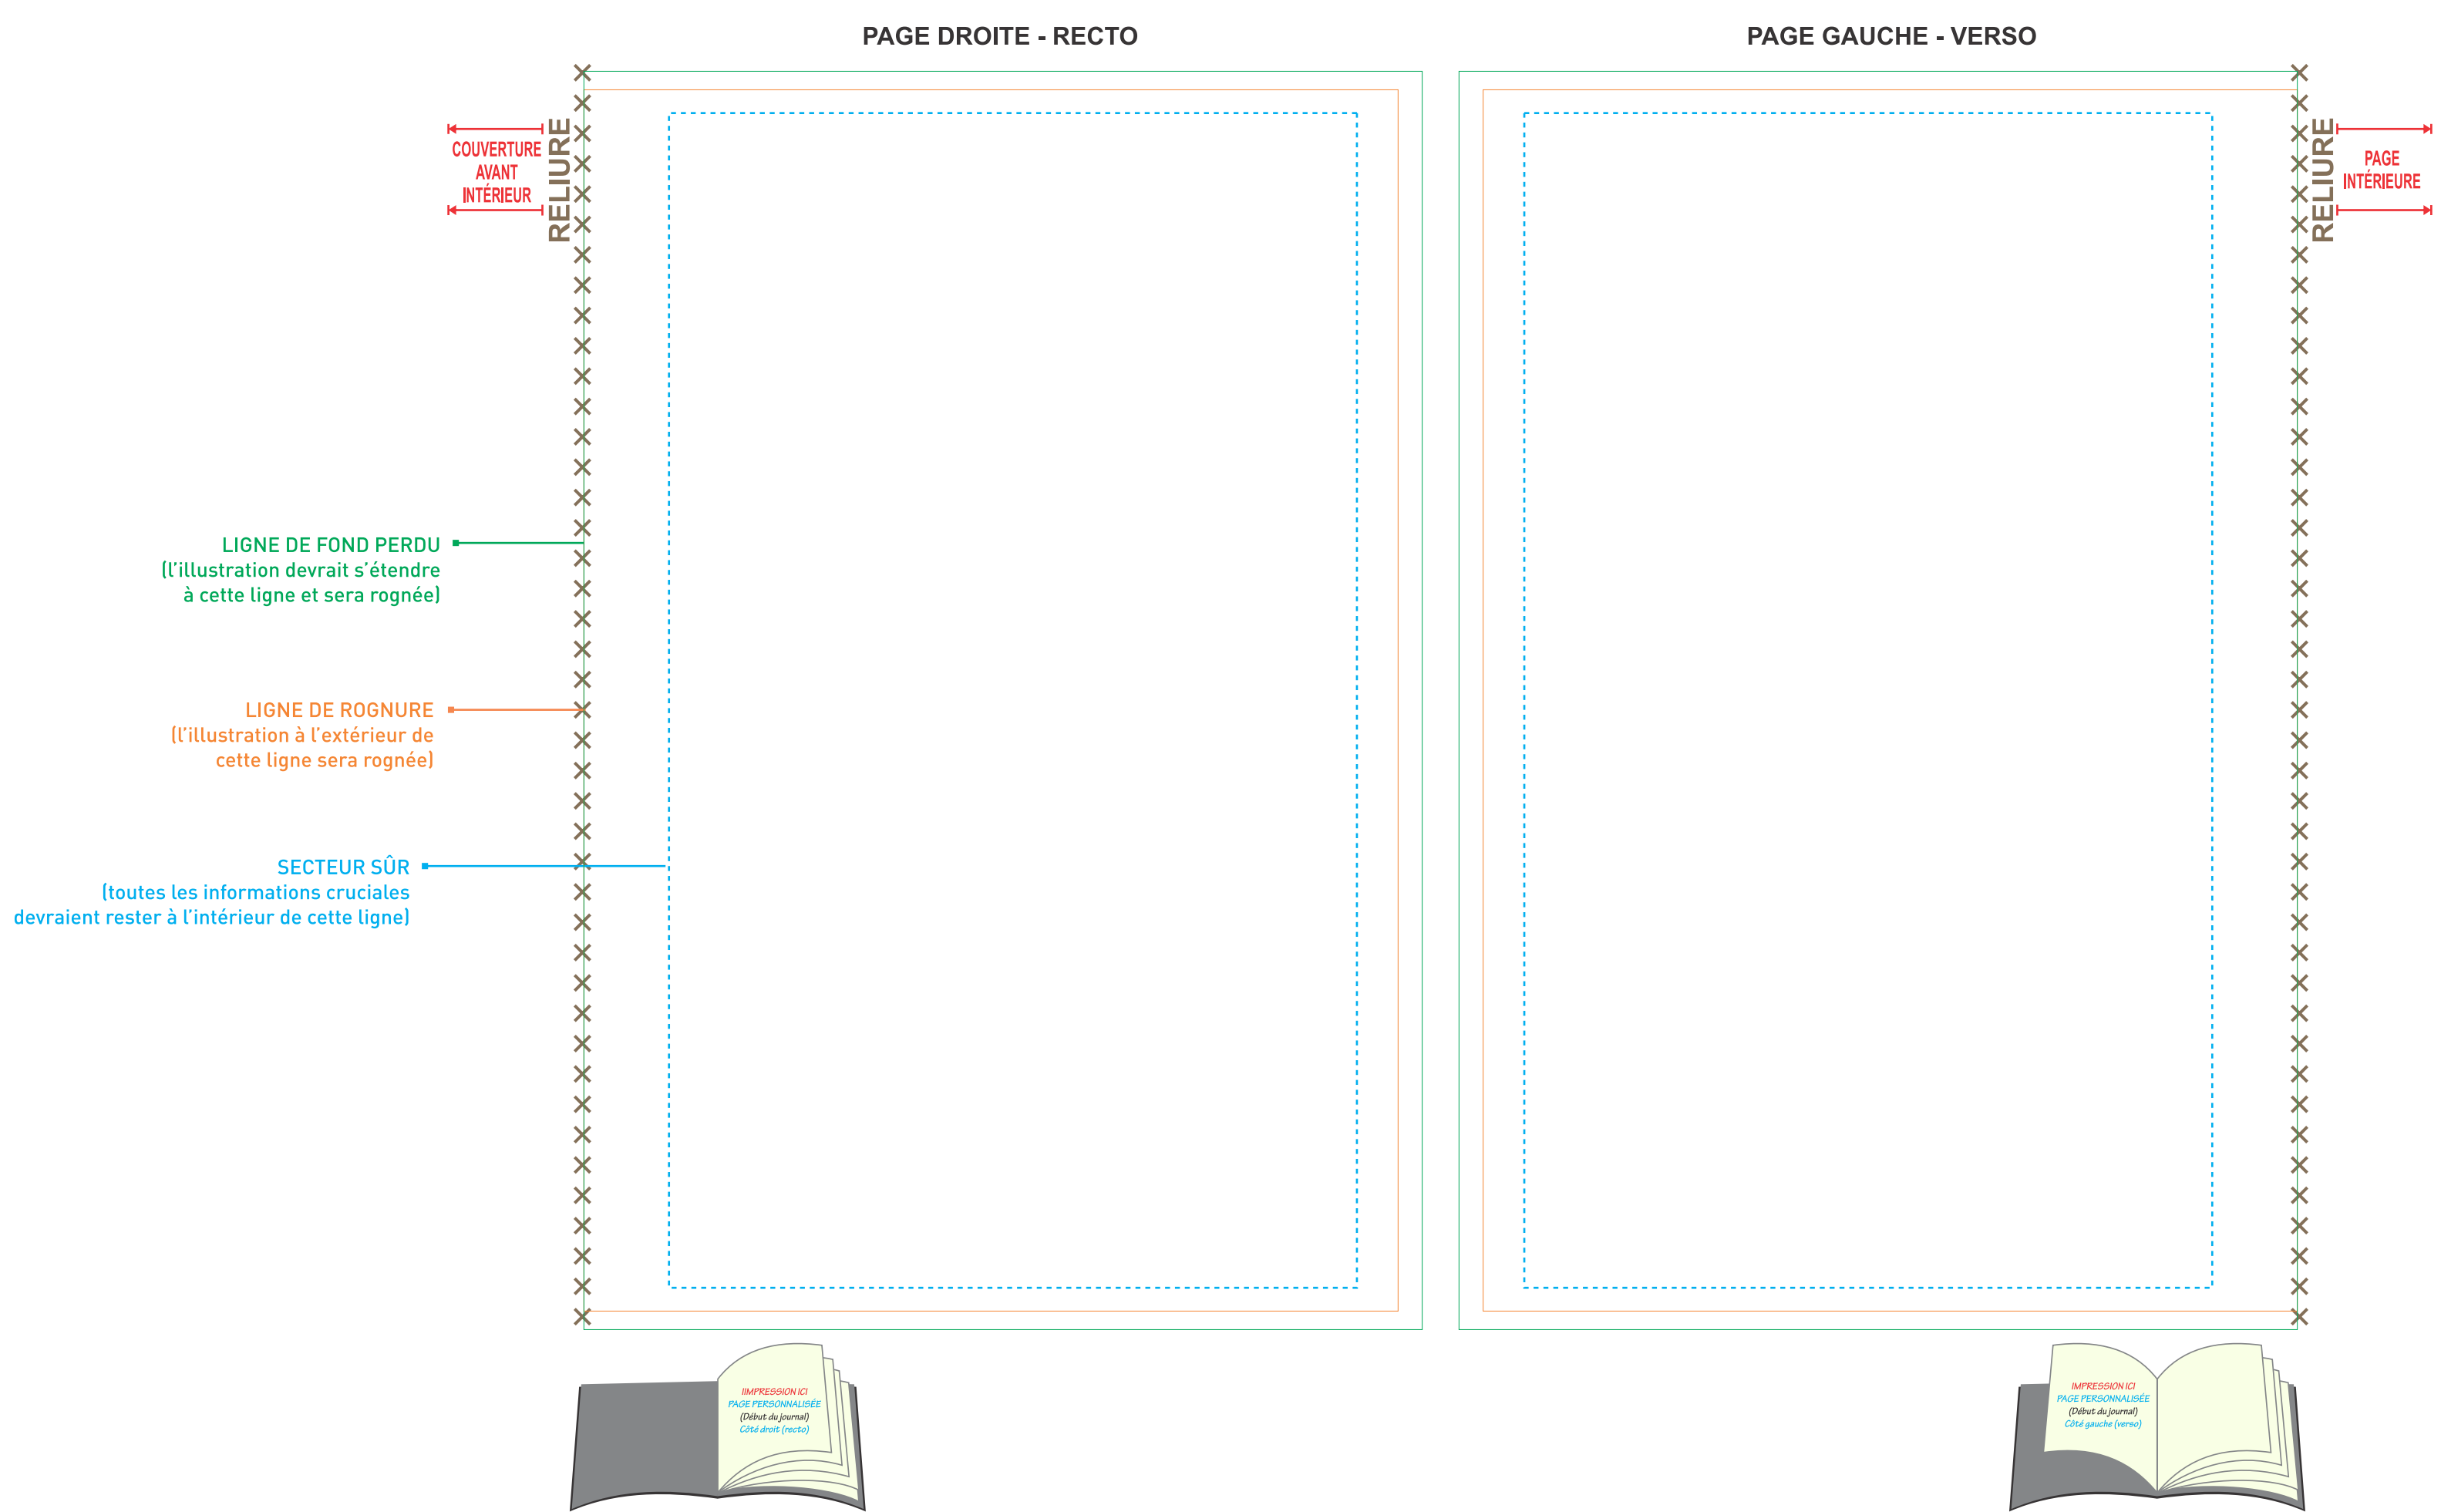 PAGE DROITE - RECTO
PAGE GAUCHE - VERSO
COUVERTURE
AVANT
INTÉRIEUR
RELIURE
RELIURE
PAGE
INTÉRIEURE
LIGNE DE FOND PERDU
(l'illustration devrait s'étendre
à cette ligne et sera rognée)
LIGNE DE ROGNURE
(l'illustration à l'extérieur de
cette ligne sera rognée)
SECTEUR SÛR
(toutes les informations cruciales
devraient rester à l'intérieur de cette ligne)
IIMPRESSION ICI
PAGE PERSONNALISÉE
(Début du journal)
Côté droit (recto)
IMPRESSION ICI
PAGE PERSONNALISÉE
(Début du journal)
Côté gauche (verso)